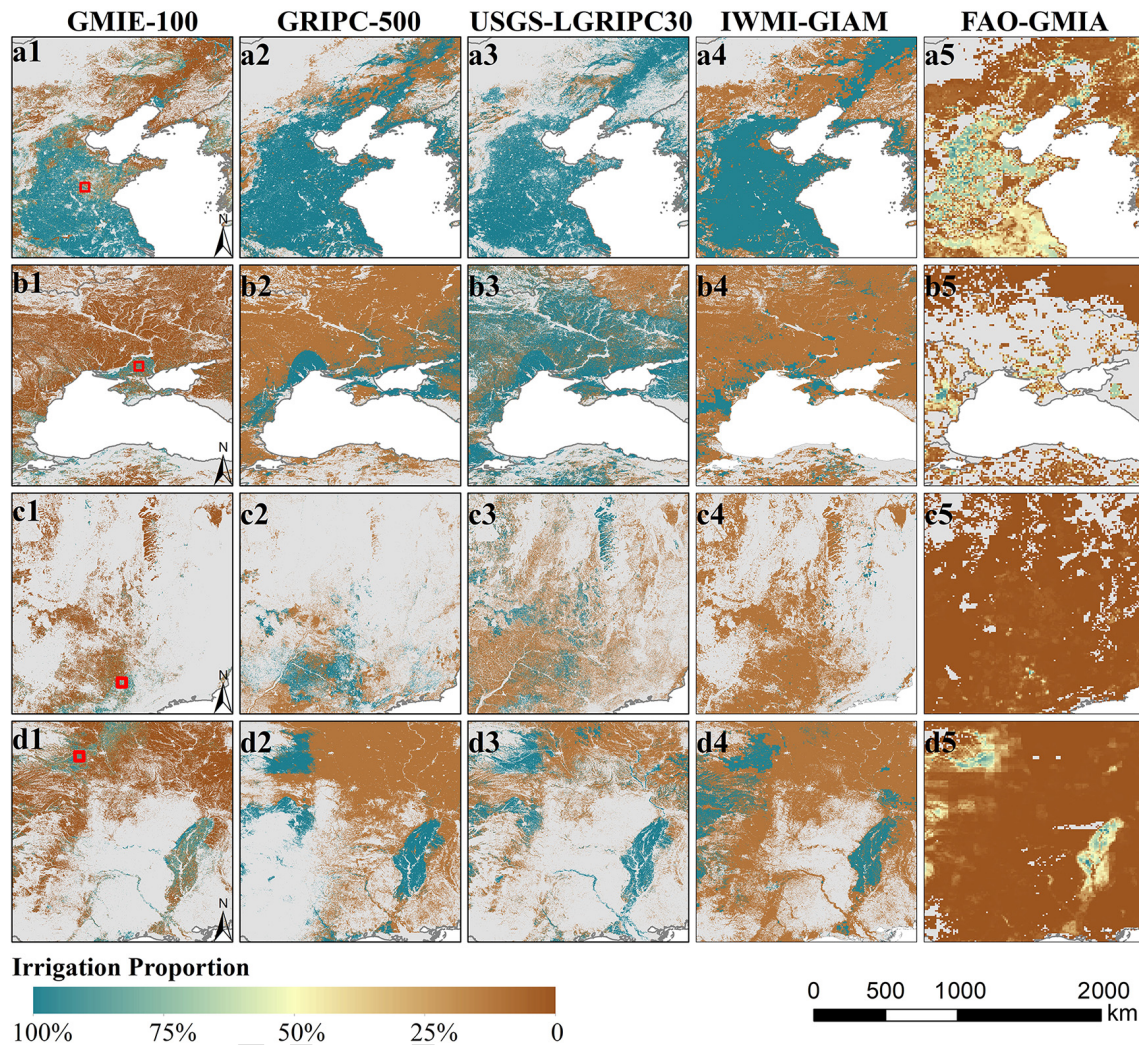 GMIE-100 GRIPC-500 USGS-LGRIPC30 IWMI-GIAM FAO-GMIA
a1 a2 a3 a4 a5
N
b1 b2 b3 b4 b5
N
c1 c2 c3 c4 c5
N
d1 d2 d3 d4 d5
N
Irrigation Proportion
100% 75% 50% 25% 0
0 500 1000 2000
km